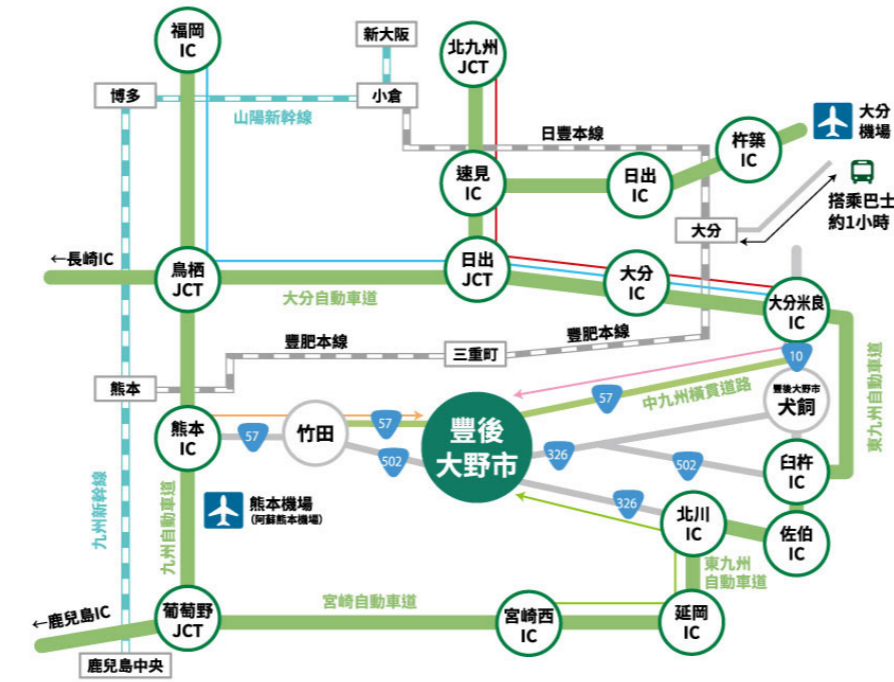 福岡
IC
新大阪
北九州
JCT
博多
小倉
山陽新幹線
日豊本線
杵築
IC
大分
機場
速見
IC
日出
IC
搭乘巴士
約1小時
大分
←長崎IC
鳥栖
JCT
日出
JCT
大分
IC
大分自動車道
大分米良
IC
豐肥本線
豐肥本線
三重町
10
東九州自動車道
熊本
57
中九州橫貫道路
豐後大野市
犬飼
熊本
IC
57
竹田
57
502
豐後
大野市
326
502
臼杵
IC
九州新幹線
九州自動車道
熊本機場
(阿蘇熊本機場)
326
北川
IC
佐伯
IC
東九州
自動車道
←鹿兒島IC
葡萄野
JCT
宮崎自動車道
宮崎西
IC
延岡
IC
鹿兒島中央